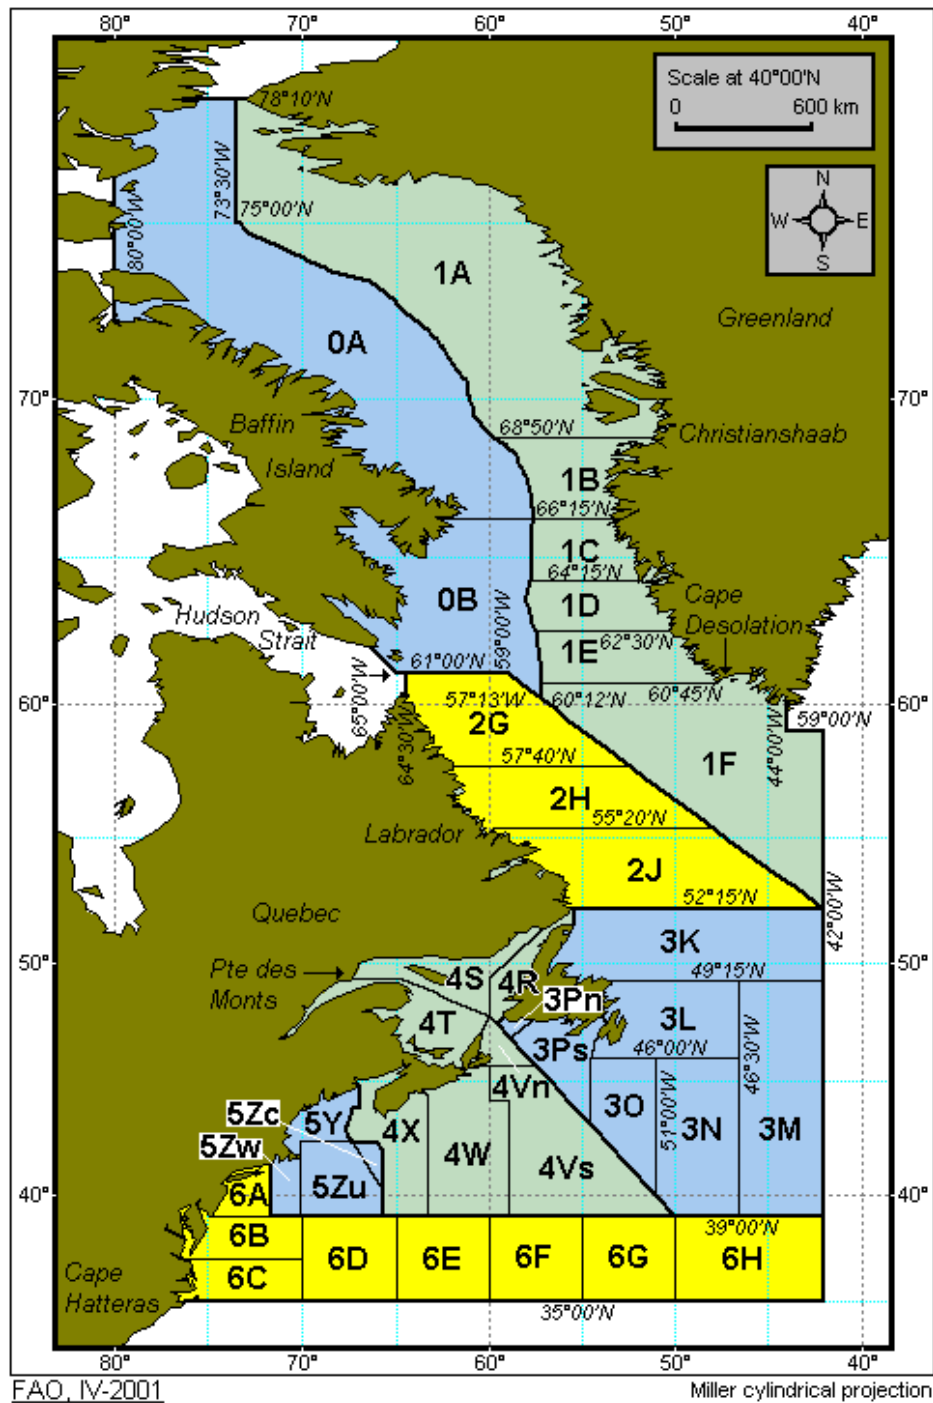 80° 70° 60° 50° 40°
Scale at 40°00'N
0 600 km
78°10'N
N
W E
S
73°30'W
75°00'N
80°00'W
1A
Greenland
0A
70° 70°
Baffin
Island
68°50'N
Christianshaab
1B
66°15'N
1C
64°15'N
0B
1D
Cape
Desolation
Hudson
Strait
59°00'W
62°30'N
1E
61°00'N
65°00'W
60°45'N
57°13'W
60°12'N
60° 60°
59°00'N
64°30'W
2G
44°00'W
57°40'N
1F
2H
55°20'N
Labrador
2J
52°15'N
42°00'W
Quebec
3K
50° 50°
Pte des
Monts
4S
4R
49°15'N
3Pn
4T
3L
3Ps
46°00'N
46°30'W
4Vn
5Zc
5Y
4X
3O
51°00'W
3N
3M
5Zw
4W
4Vs
5Zu
6A
40° 40°
39°00'N
6B
6D
6E
6F
6G
6H
6C
Cape
Hatteras
35°00'N
80° 70° 60° 50° 40°
FAO, IV-2001
Miller cylindrical projection